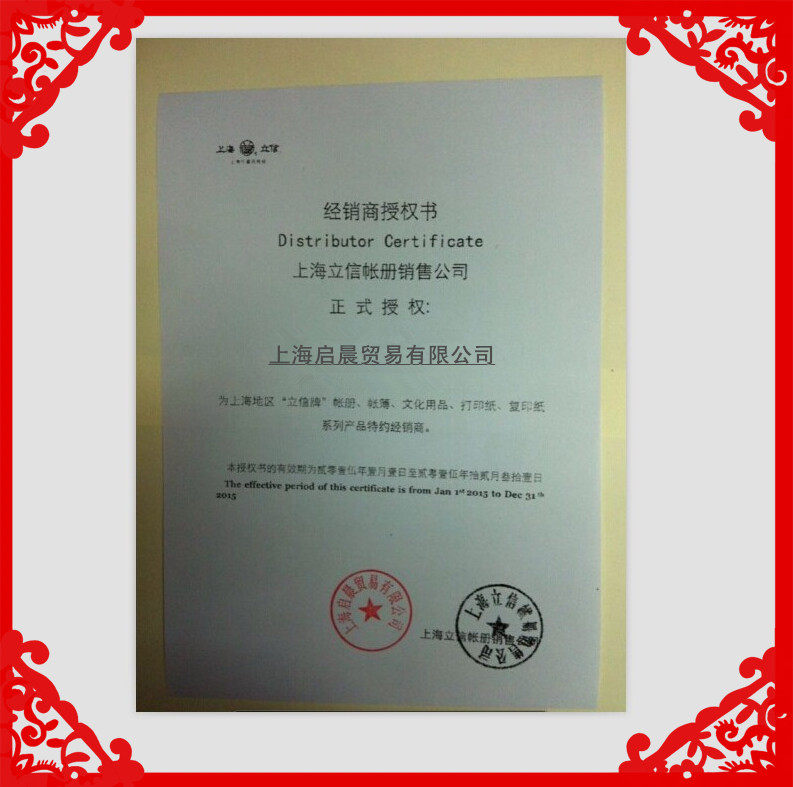 上海 立信
经销商授权书
Distributor Certificate
上海立信帐册销售公司
正式授权:
上海启晨贸易有限公司
为上海地区“立信牌”帐册、帐薄、文化用品、打印纸、复印纸
系列产品特约经销商。
本授权书的有效期为贰零壹伍年壹月壹日至贰零壹伍年拾贰月叁拾壹日
The effective period of this certificate is from Jan 1st 2015 to Dec 31 th
2015
上海启晨贸易有限公司
上海立信帐册销售公司
上海立信帐册销售公司